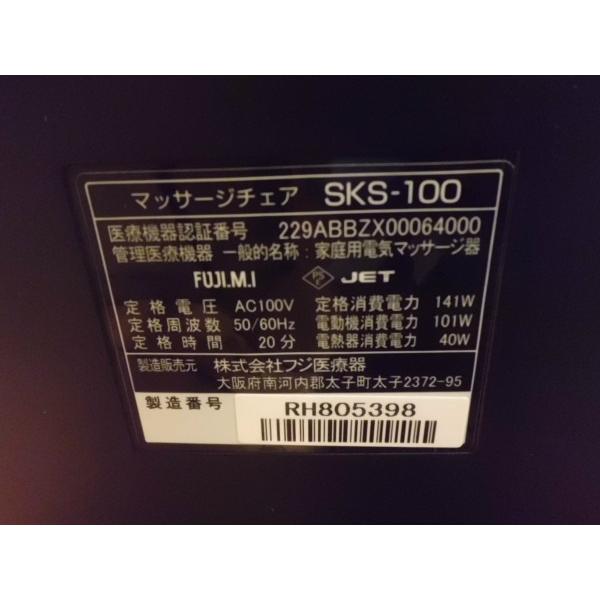 マッサージチェア SKS-100
医療機器認証番号 229ABBZX00064000
管理医療機器 一般的名称：家庭用電気マッサージ器
FUJI.M.I PS E JET
定格電圧 AC100V 定格消費電力 141W
定格周波数 50/60Hz 電動機消費電力 101W
定格時間 20分 電熱器消費電力 40W
製造販売元 株式会社フジ医療器
大阪府南河内郡太子町太子2372-95
製造番号 RH805398